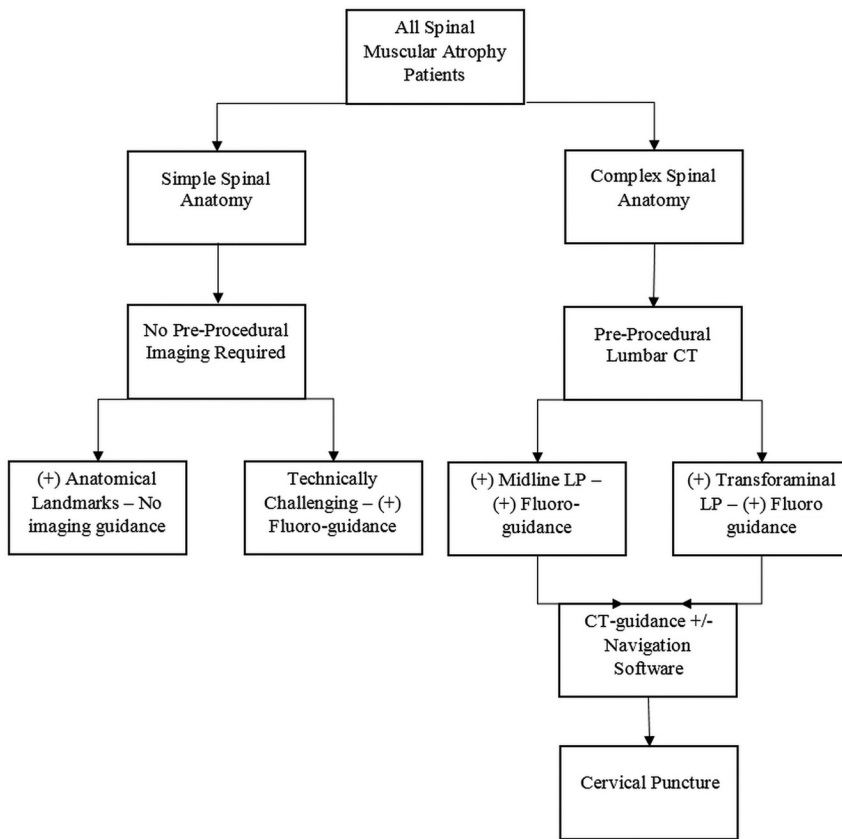 All Spinal
Muscular Atrophy
Patients
Simple Spinal
Anatomy
Complex Spinal
Anatomy
No Pre-Procedural
Imaging Required
Pre-Procedural
Lumbar CT
(+) Anatomical
Landmarks – No
imaging guidance
Technically
Challenging – (+)
Fluoro-guidance
(+) Midline LP –
(+) Fluoro-
guidance
(+) Transforaminal
LP – (+) Fluoro
guidance
CT-guidance +/-
Navigation
Software
Cervical Puncture